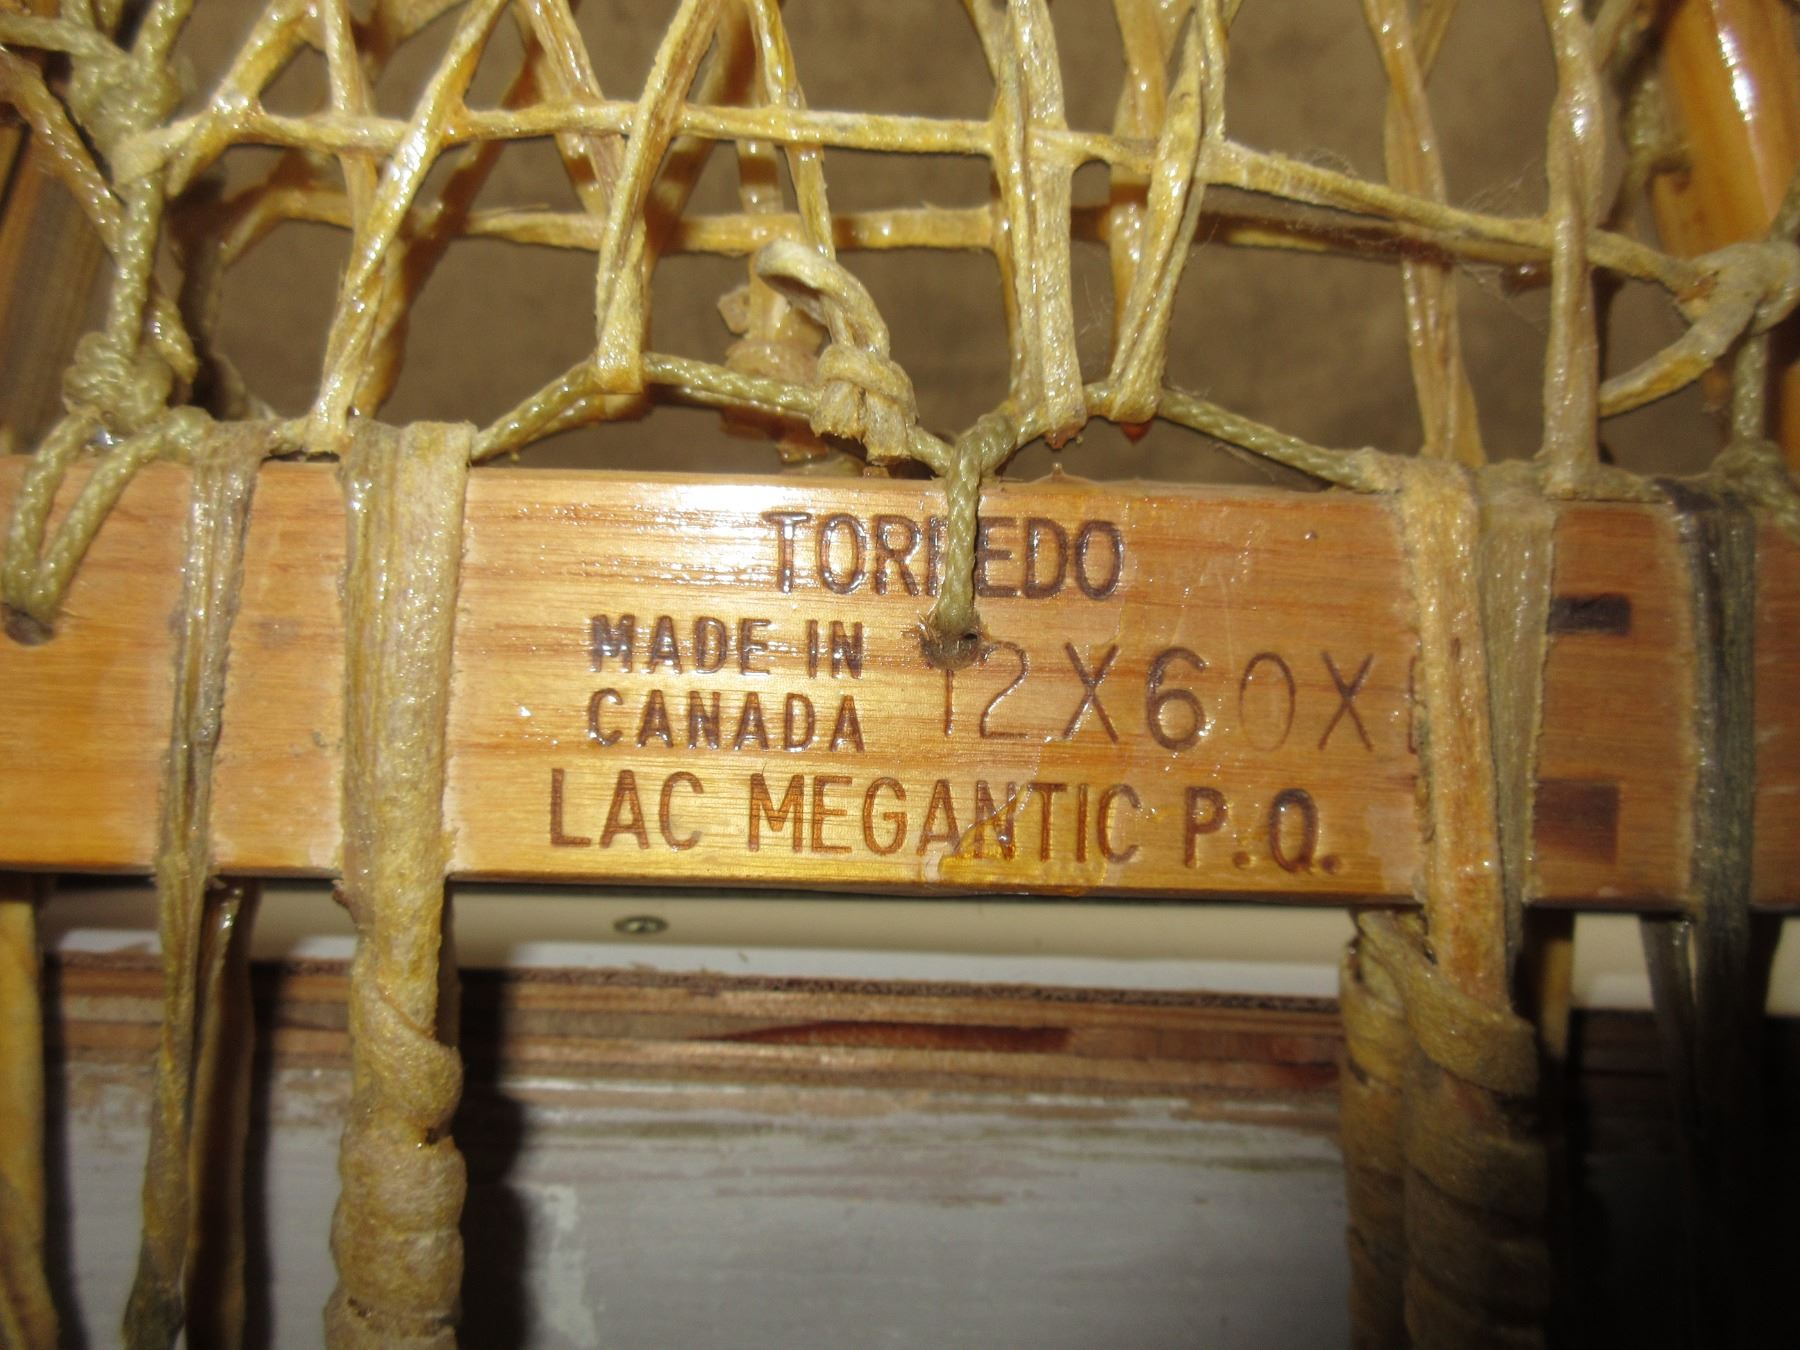 TORPEDO
MADE IN
CANADA
12X60X
LAC MEGANTIC P.Q.